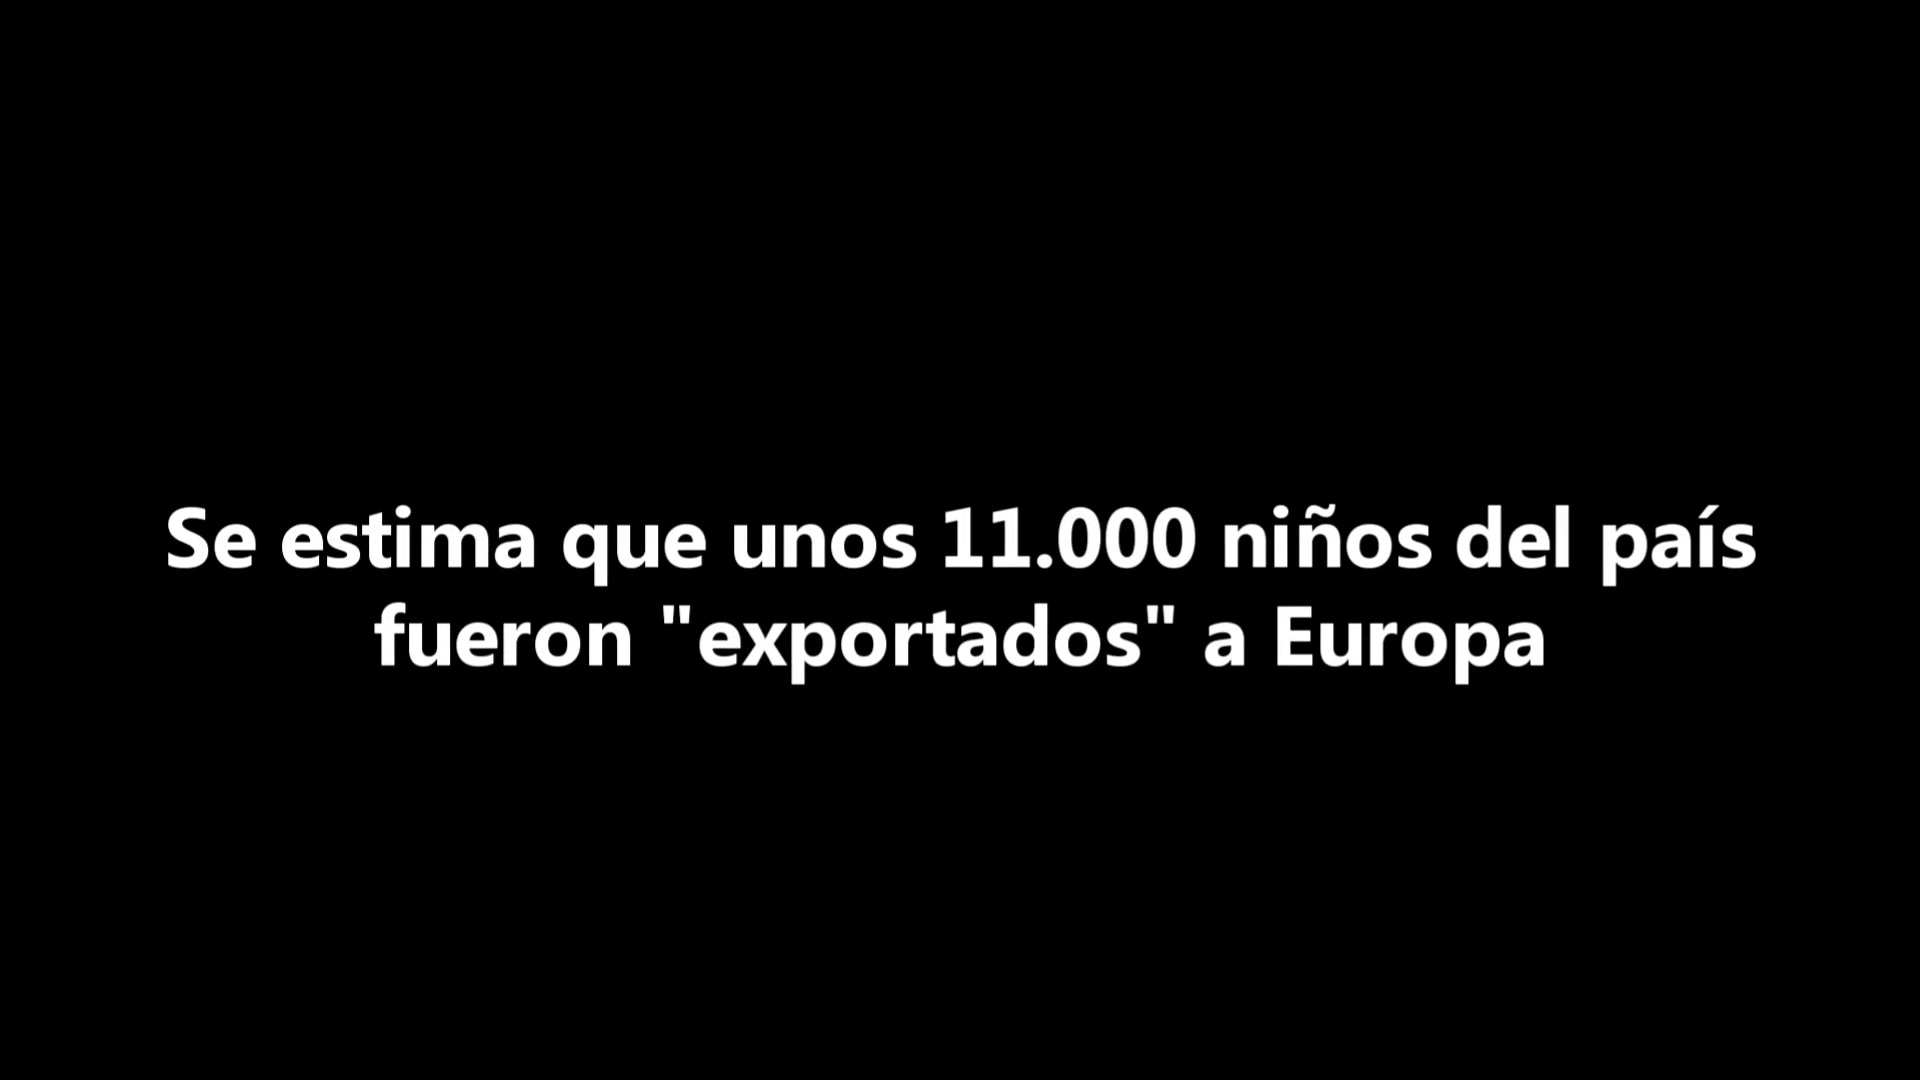 Se estima que unos 11.000 niños del país
fueron "exportados" a Europa